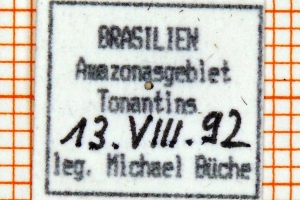 BRASILIEN
Amazonasgebiet
Tonantins
13.VIII.92
leg. Michael Büche